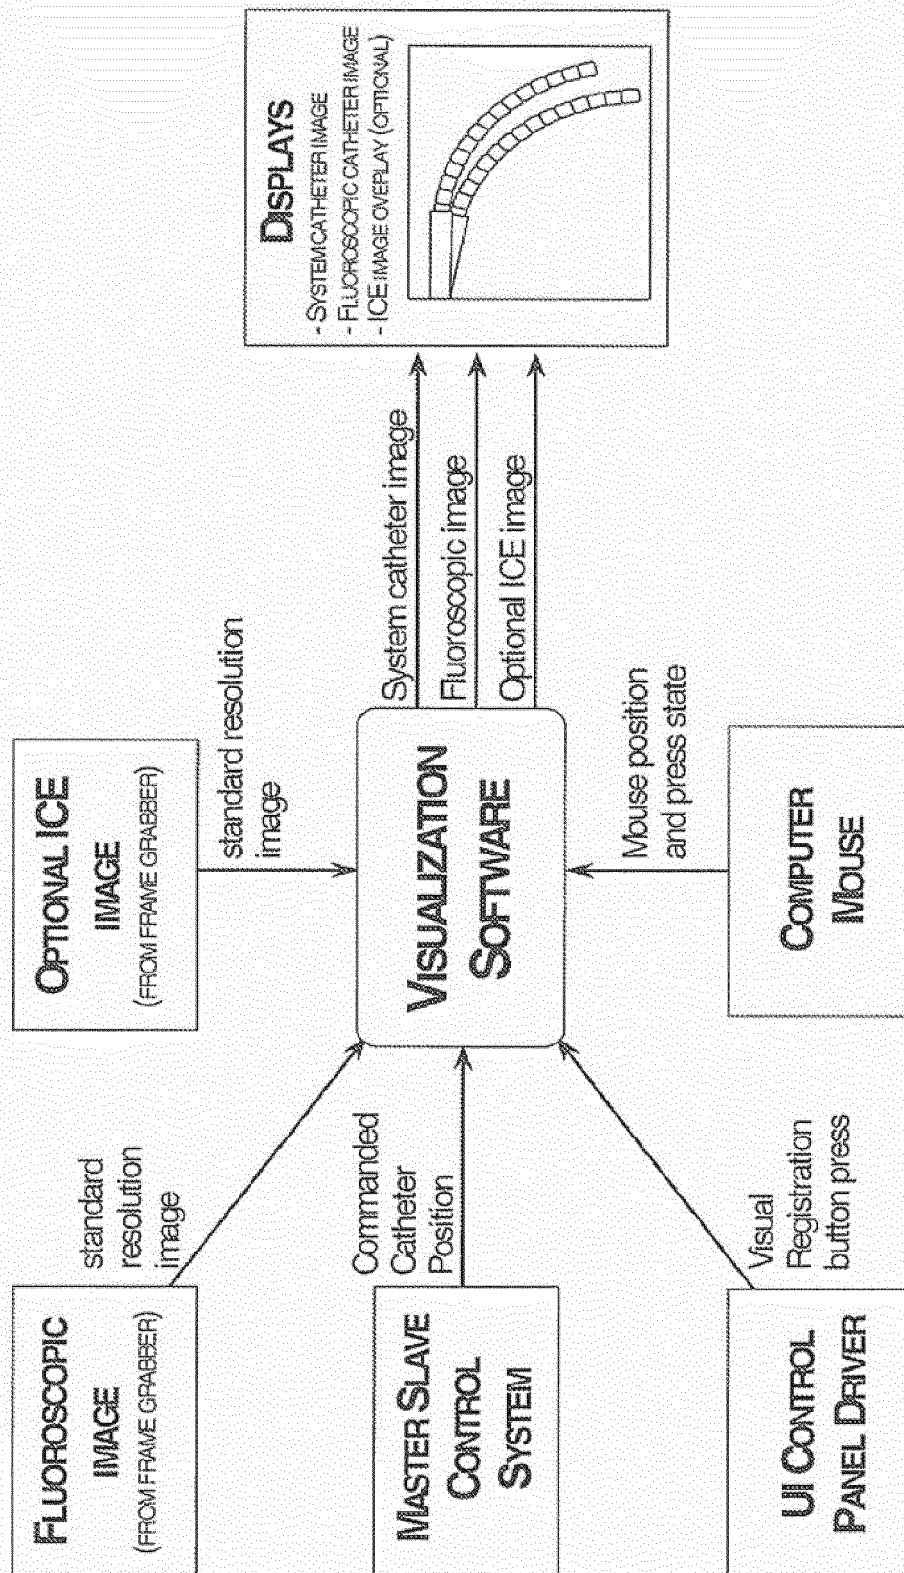 FLUOROSCOPIC
IMAGE
(FROM FRAME GRABBER)
standard
resolution
image
OPTIONAL ICE
IMAGE
(FROM FRAME GRABBER)
standard resolution
image
MASTER SLAVE
CONTROL
SYSTEM
Commanded
Catheter
Position
VISUALIZATION
SOFTWARE
System catheter image
Fluoroscopic image
Optional ICE image
DISPLAYS
- SYSTEM CATHETER IMAGE
- FLUOROSCOPIC CATHETER IMAGE
- ICE IMAGE OVERLAY (OPTIONAL)
UI CONTROL
PANEL DRIVER
Visual
Registration
button press
COMPUTER
MOUSE
Mouse position
and press state